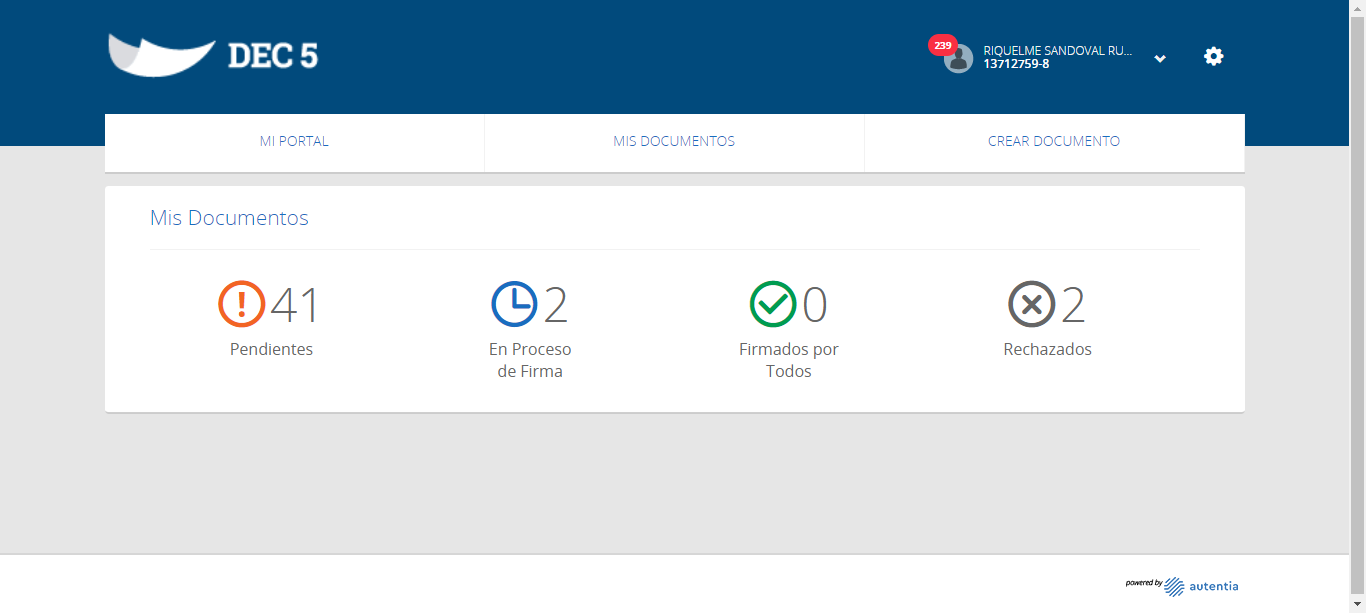 DEC 5
239
RIQUELME SANDOVAL RU...
13712759-8
MI PORTAL
MIS DOCUMENTOS
CREAR DOCUMENTO
Mis Documentos
41
Pendientes
2
En Proceso
de Firma
0
Firmados por
Todos
2
Rechazados
powered by autentia